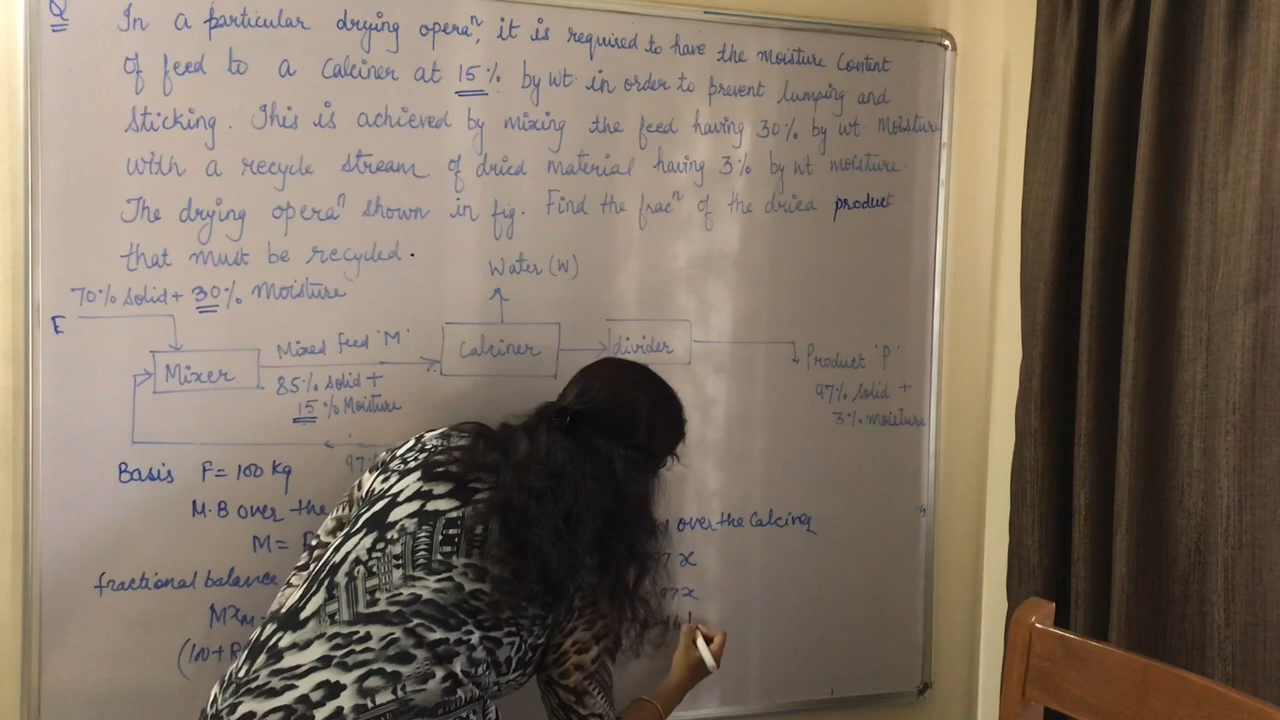 Q In a particular drying operaⁿ, it is required to have the moisture content
of feed to a Calciner at 15% by wt. in order to prevent lumping and
Sticking. This is achieved by mixing the feed having 30% by wt Moisture
with a recycle stream of dried material having 3% by wt moisture.
The drying operaⁿ shown in fig. Find the fracⁿ of the dried product
that must be recycled.
Water (W)
70% Solid + 30% Moisture
F
Mixed feed 'M'
Mixer
Calciner
divider
Product 'P'
85% Solid +
15% Moisture
97% Solid +
3% moisture
97%
Basis F = 100 Kg
M.B over the
over the Calciner
M =
x
fractional balance
97x
Mxₘ
(100+R